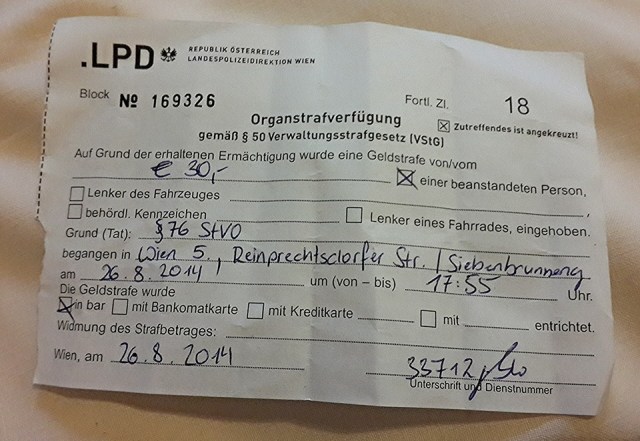 .LPD REPUBLIK ÖSTERREICH
LANDESPOLIZEIDIREKTION WIEN
Block № 169326 Fortl. Zl. 18
Organstrafverfügung
gemäß § 50 Verwaltungsstrafgesetz (VStG)
Zutreffendes ist angekreuzt!
Auf Grund der erhaltenen Ermächtigung wurde eine Geldstrafe von/vom
€ 30,- einer beanstandeten Person,
Lenker des Fahrzeuges ,
behördl. Kennzeichen Lenker eines Fahrrades, eingehoben.
Grund (Tat): § 76 StVO
begangen in Wien 5., Reinprechtsdorfer Str. / Siebenbrunneng
am 26.8.2014 um (von – bis) 17:55 Uhr.
Die Geldstrafe wurde
in bar mit Bankomatkarte mit Kreditkarte mit entrichtet.
Widmung des Strafbetrages:
Wien, am 26.8.2014 33712
Unterschrift und Dienstnummer